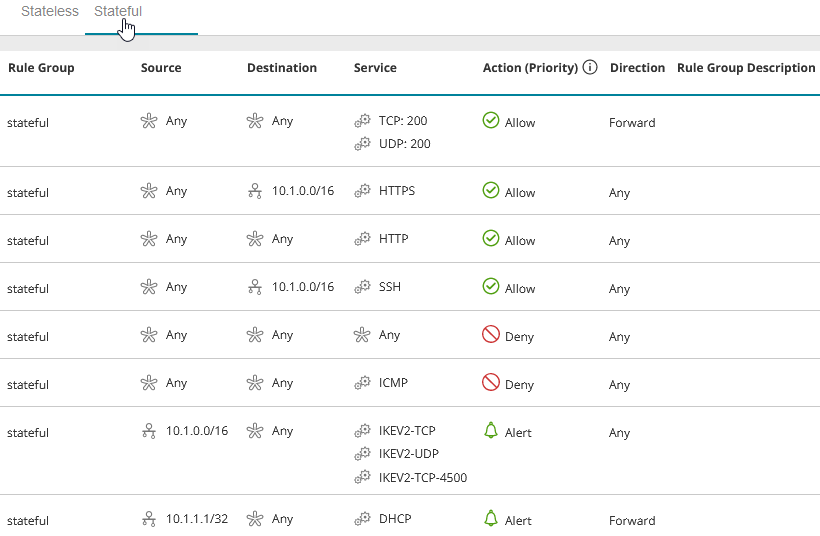 Stateless Stateful
Rule Group Source Destination Service Action (Priority) Direction Rule Group Description
stateful Any Any TCP: 200 Allow Forward
UDP: 200
stateful Any 10.1.0.0/16 HTTPS Allow Any
stateful Any Any HTTP Allow Any
stateful Any 10.1.0.0/16 SSH Allow Any
stateful Any Any Any Deny Any
stateful Any Any ICMP Deny Any
stateful 10.1.0.0/16 Any IKEV2-TCP Alert Any
IKEV2-UDP
IKEV2-TCP-4500
stateful 10.1.1.1/32 Any DHCP Alert Forward